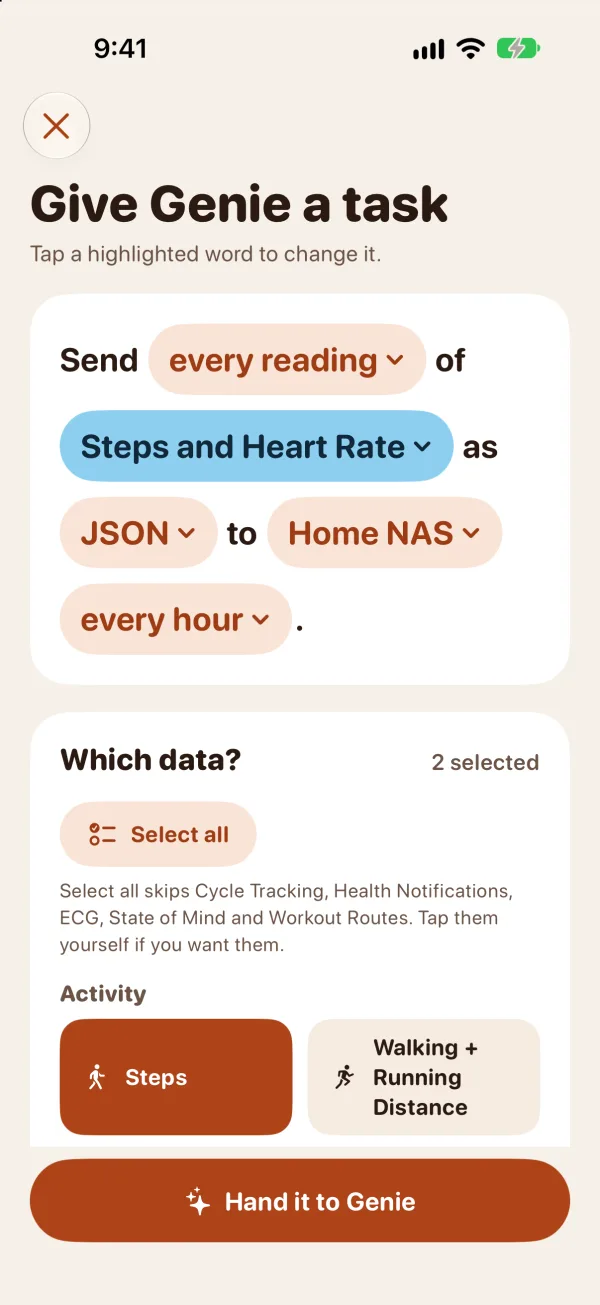 9:41
Give Genie a task
Tap a highlighted word to change it.
Send every reading of
Steps and Heart Rate as
JSON to Home NAS
every hour .
Which data?
2 selected
Select all
Select all skips Cycle Tracking, Health Notifications,
ECG, State of Mind and Workout Routes. Tap them
yourself if you want them.
Activity
Steps
Walking +
Running
Distance
Hand it to Genie